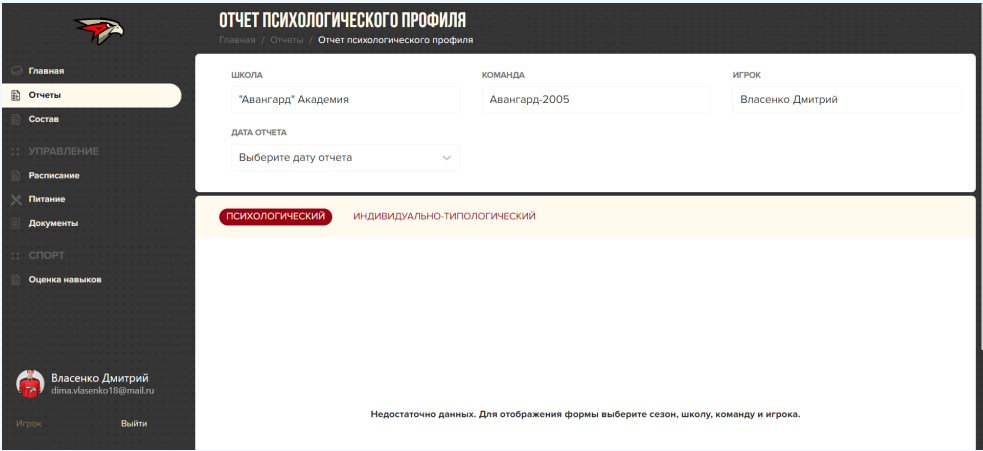 ОТЧЕТ ПСИХОЛОГИЧЕСКОГО ПРОФИЛЯ
Главная / Отчеты / Отчет психологического профиля
Главная
Отчеты
Состав
УПРАВЛЕНИЕ
Расписание
Питание
Документы
СПОРТ
Оценка навыков
Власенко Дмитрий
dima.vlasenko18@mail.ru
Игрок Выйти
ШКОЛА КОМАНДА ИГРОК
"Авангард" Академия Авангард-2005 Власенко Дмитрий
ДАТА ОТЧЕТА
Выберите дату отчета
ПСИХОЛОГИЧЕСКИЙ ИНДИВИДУАЛЬНО-ТИПОЛОГИЧЕСКИЙ
Недостаточно данных. Для отображения формы выберите сезон, школу, команду и игрока.